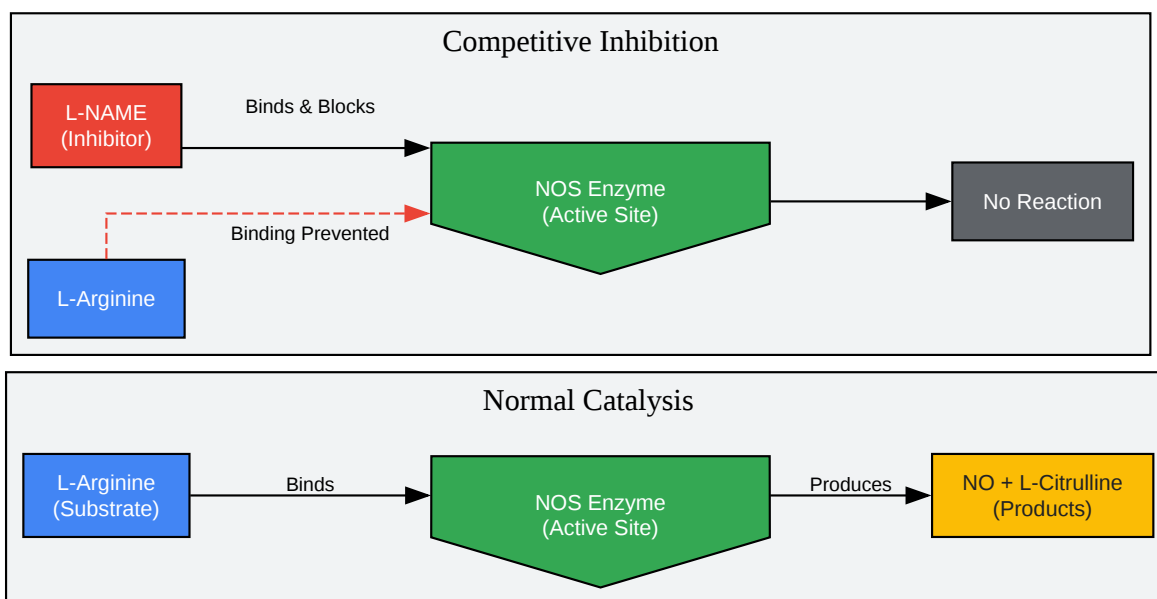 Competitive Inhibition
L-NAME
(Inhibitor)
Binds & Blocks
NOS Enzyme
(Active Site)
No Reaction
Binding Prevented
L-Arginine
Normal Catalysis
L-Arginine
(Substrate)
Binds
NOS Enzyme
(Active Site)
Produces
NO + L-Citrulline
(Products)